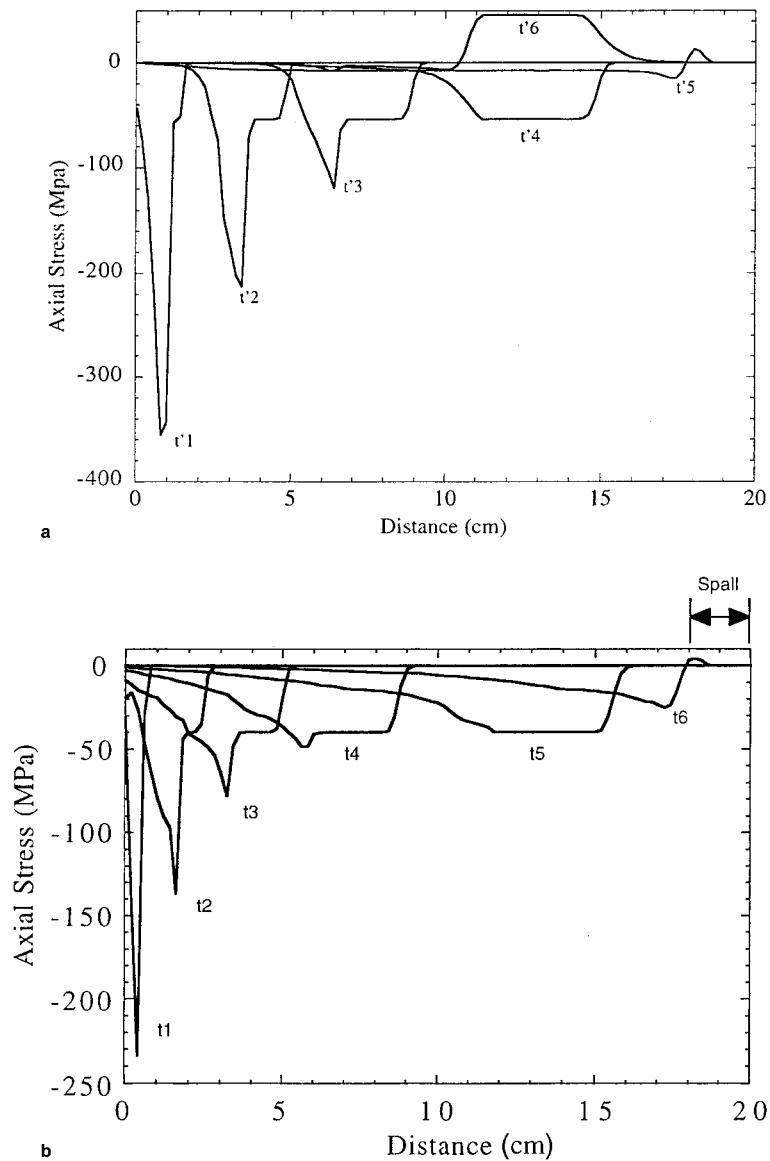 0
-100
-200
-300
-400
Axial Stress (Mpa)
t'6
t'5
t'4
t'3
t'2
t'1
0
5
10
15
20
Distance (cm)
a
Spall
0
-50
-100
-150
-200
-250
Axial Stress (MPa)
t6
t4
t5
t3
t2
t1
0
5
10
15
20
Distance (cm)
b